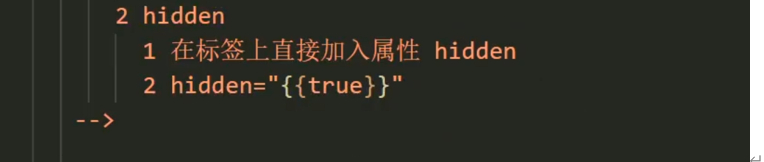 2 hidden
1 在标签上直接加入属性 hidden
2 hidden="{{true}}"
-->